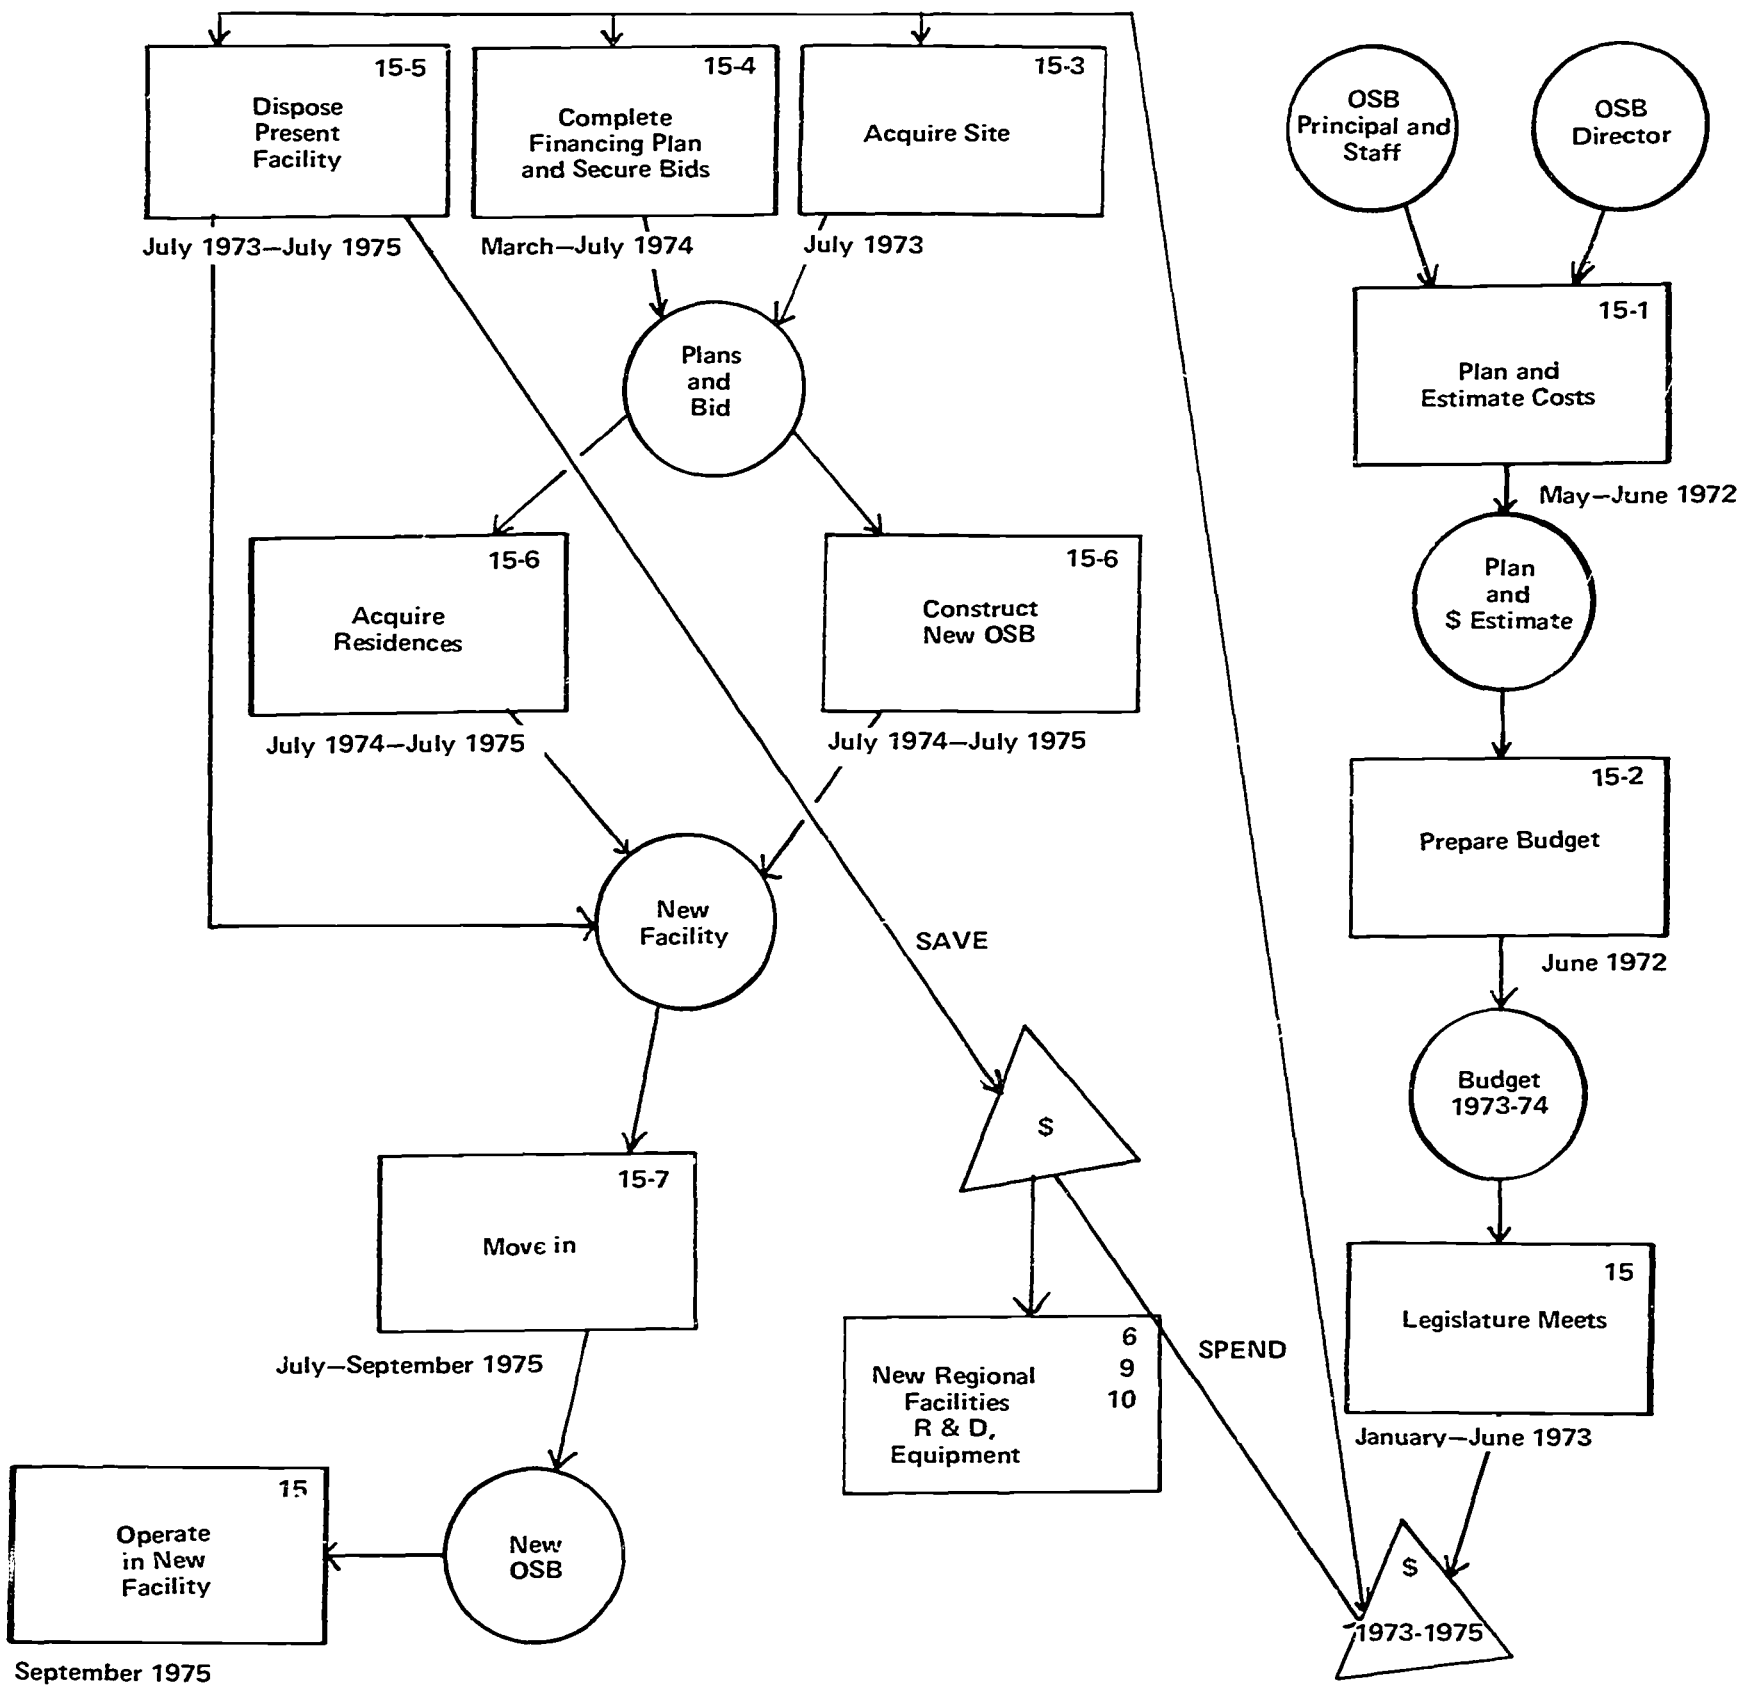 15-5
Dispose
Present
Facility
July 1973—July 1975
15-4
Complete
Financing Plan
and Secure Bids
March—July 1974
15-3
Acquire Site
July 1973
OSB
Principal and
Staff
OSB
Director
15-1
Plan and
Estimate Costs
May—June 1972
Plans
and
Bid
Plan
and
$ Estimate
15-6
Acquire
Residences
July 1974—July 1975
15-6
Construct
New OSB
July 1974—July 1975
15-2
Prepare Budget
June 1972
New
Facility
SAVE
$
Budget
1973-74
15-7
Move in
July—September 1975
6
9
10
New Regional
Facilities
R & D,
Equipment
SPEND
15
Legislature Meets
January—June 1973
15
Operate
in New
Facility
September 1975
New
OSB
$
1973-1975